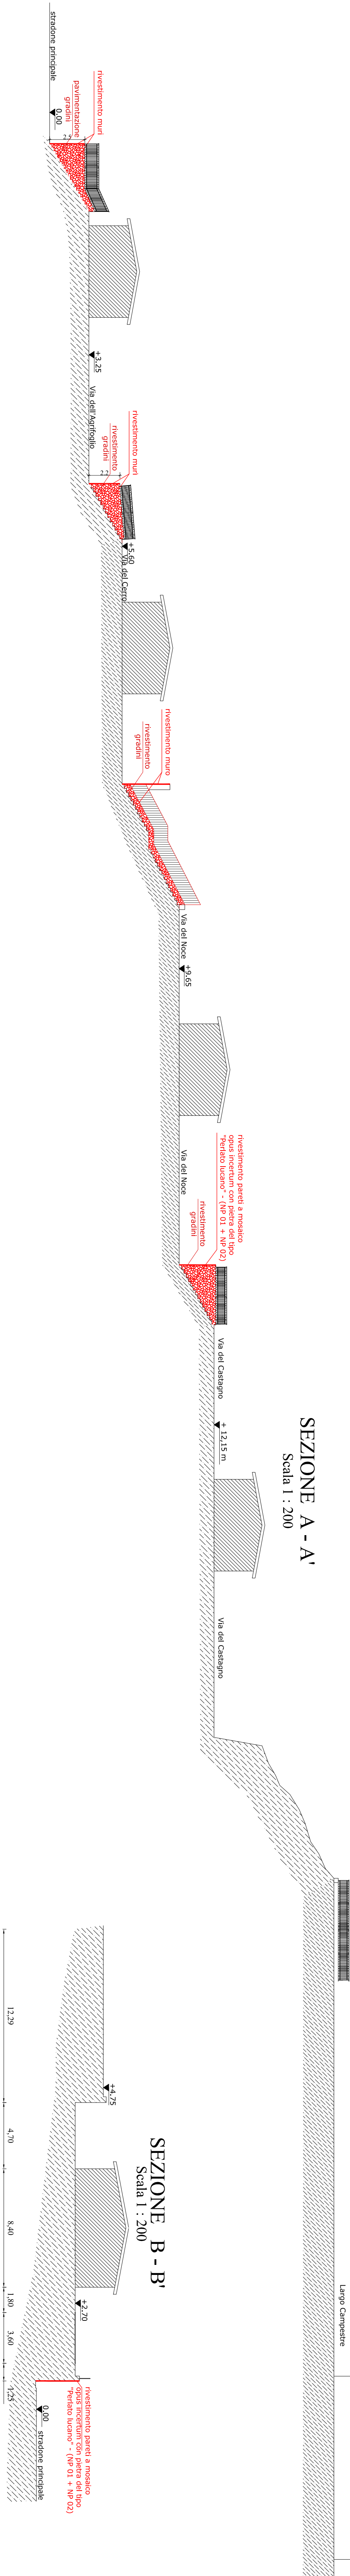 stradone principale
0,00
2.5
rivestimento muri
pavimentazione
gradini
+3.25
Via dell'Agrifoglio
2.2
rivestimento muri
rivestimento
gradini
+5.60
Via del Cerro
rivestimento muro
rivestimento
gradini
Via del Noce
+9.65
Via del Noce
rivestimento pareti a mosaico
opus incertum con pietra del tipo
"Perlato lucano" - (NP 01 + NP 02)
rivestimento
gradini
Via del Castagno
+ 12,15 m
Via del Castagno
SEZIONE A - A'
Scala 1 : 200
Largo Campestre
SEZIONE B - B'
Scala 1 : 200
+4.75
+2.70
rivestimento pareti a mosaico
opus incertum con pietra del tipo
"Perlato lucano" - (NP 01 + NP 02)
0,00
stradone principale
12,29
4,70
8,40
1,80
3,60
1,25